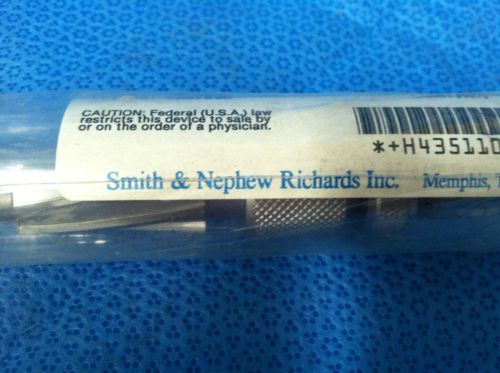 CAUTION: Federal (U.S.A.) law
restricts this device to sale by
or on the order of a physician.
*+H435110
Smith & Nephew Richards Inc. Memphis,